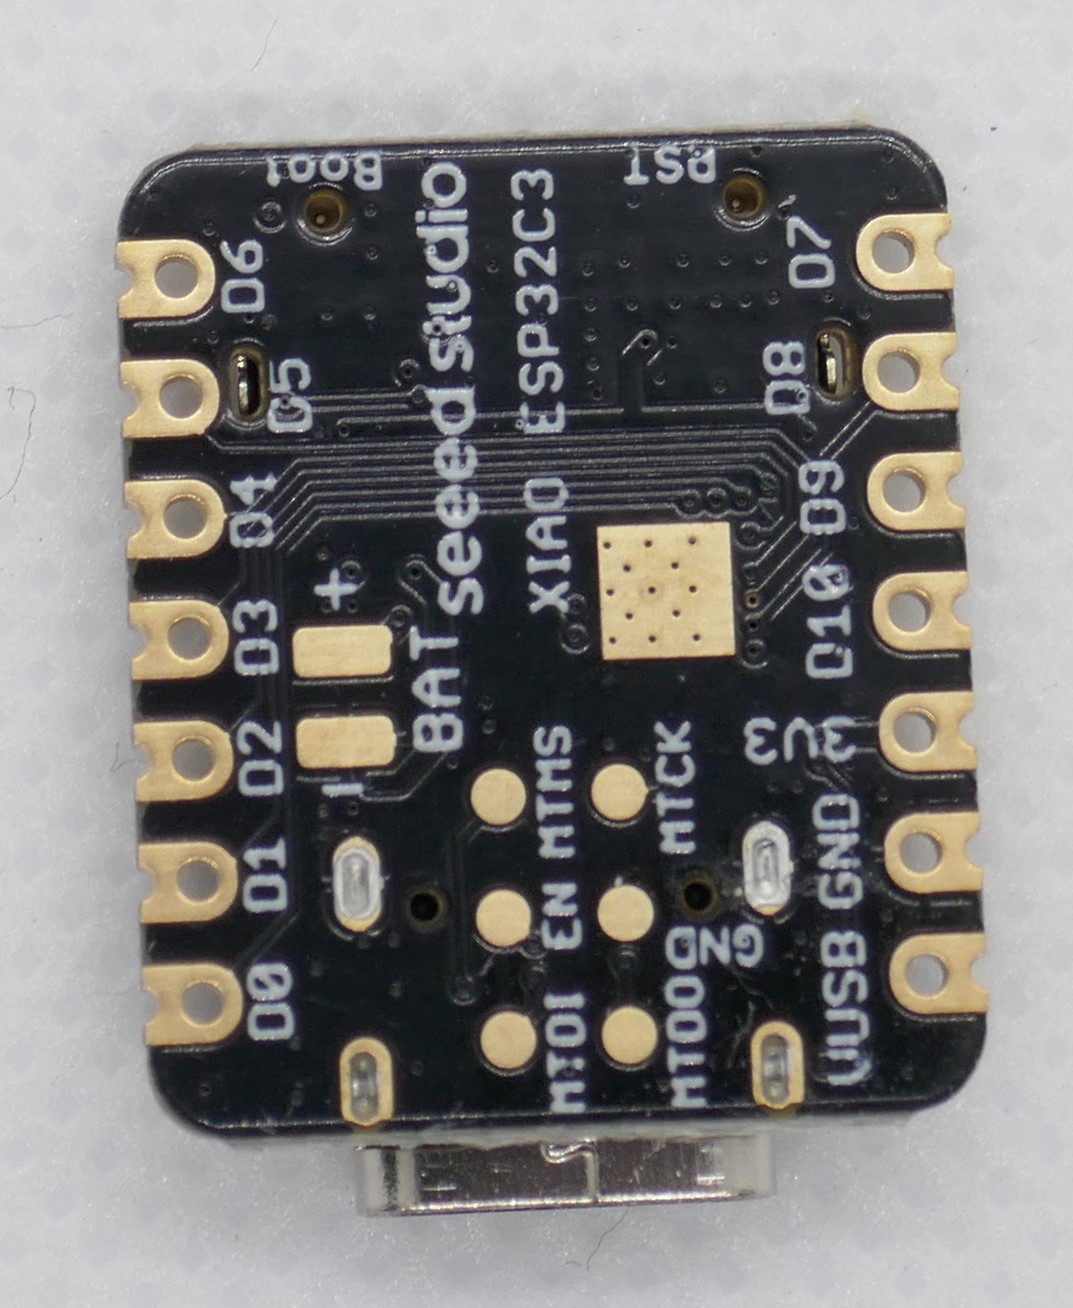 Boot
RST
seeed studio
XIAO ESP32C3
D6
D5
D4
D3
D2
D1
D0
D7
D8
D9
D10
3V3
GND
VUSB
+
BAT
-
MTMS
EN
MTDI
MTCK
GND
MTDO